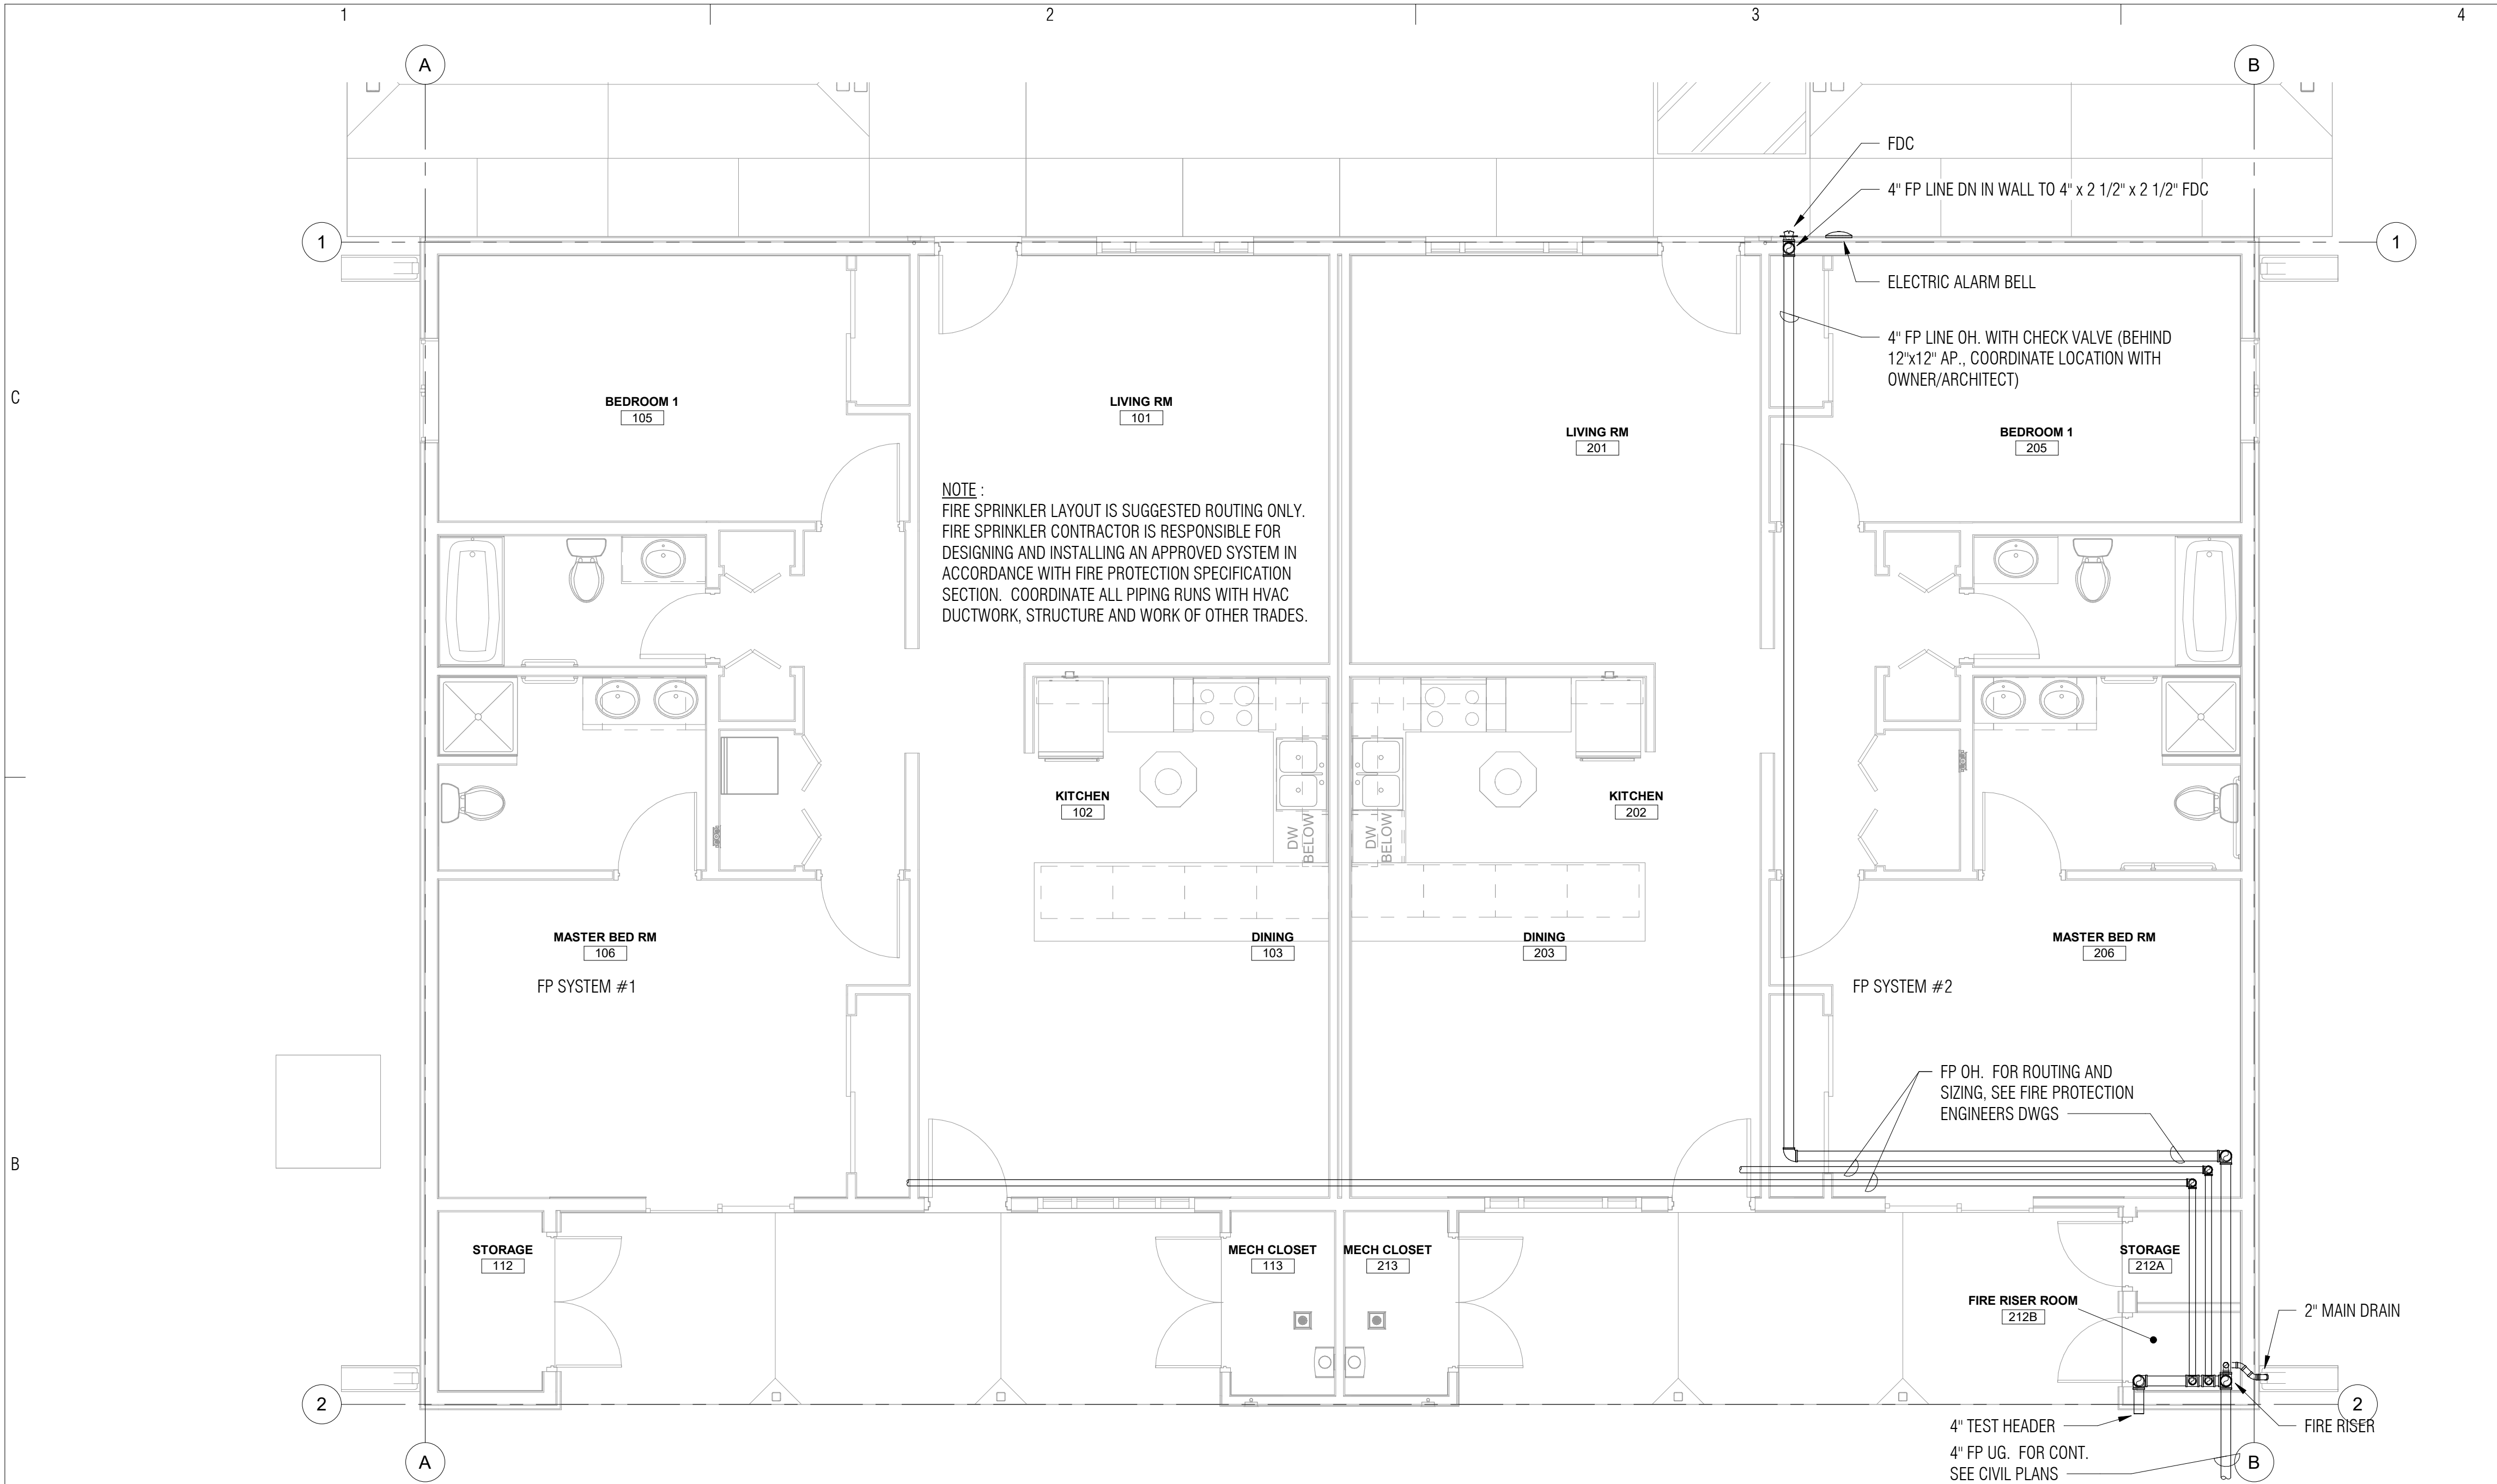 1
2
3
4
A
B
FDC
4" FP LINE DN IN WALL TO 4" x 2 1/2" x 2 1/2" FDC
1
1
ELECTRIC ALARM BELL
4" FP LINE OH. WITH CHECK VALVE (BEHIND
12"x12" AP., COORDINATE LOCATION WITH
OWNER/ARCHITECT)
C
BEDROOM 1
105
LIVING RM
101
LIVING RM
201
BEDROOM 1
205
NOTE :
FIRE SPRINKLER LAYOUT IS SUGGESTED ROUTING ONLY.
FIRE SPRINKLER CONTRACTOR IS RESPONSIBLE FOR
DESIGNING AND INSTALLING AN APPROVED SYSTEM IN
ACCORDANCE WITH FIRE PROTECTION SPECIFICATION
SECTION. COORDINATE ALL PIPING RUNS WITH HVAC
DUCTWORK, STRUCTURE AND WORK OF OTHER TRADES.
KITCHEN
102
DW
BELOW
DW
BELOW
KITCHEN
202
MASTER BED RM
106
FP SYSTEM #1
DINING
103
DINING
203
MASTER BED RM
206
FP SYSTEM #2
FP OH. FOR ROUTING AND
SIZING, SEE FIRE PROTECTION
ENGINEERS DWGS
B
STORAGE
112
MECH CLOSET
113
MECH CLOSET
213
STORAGE
212A
FIRE RISER ROOM
212B
2" MAIN DRAIN
2
2
4" TEST HEADER
FIRE RISER
4" FP UG. FOR CONT.
SEE CIVIL PLANS
A
B